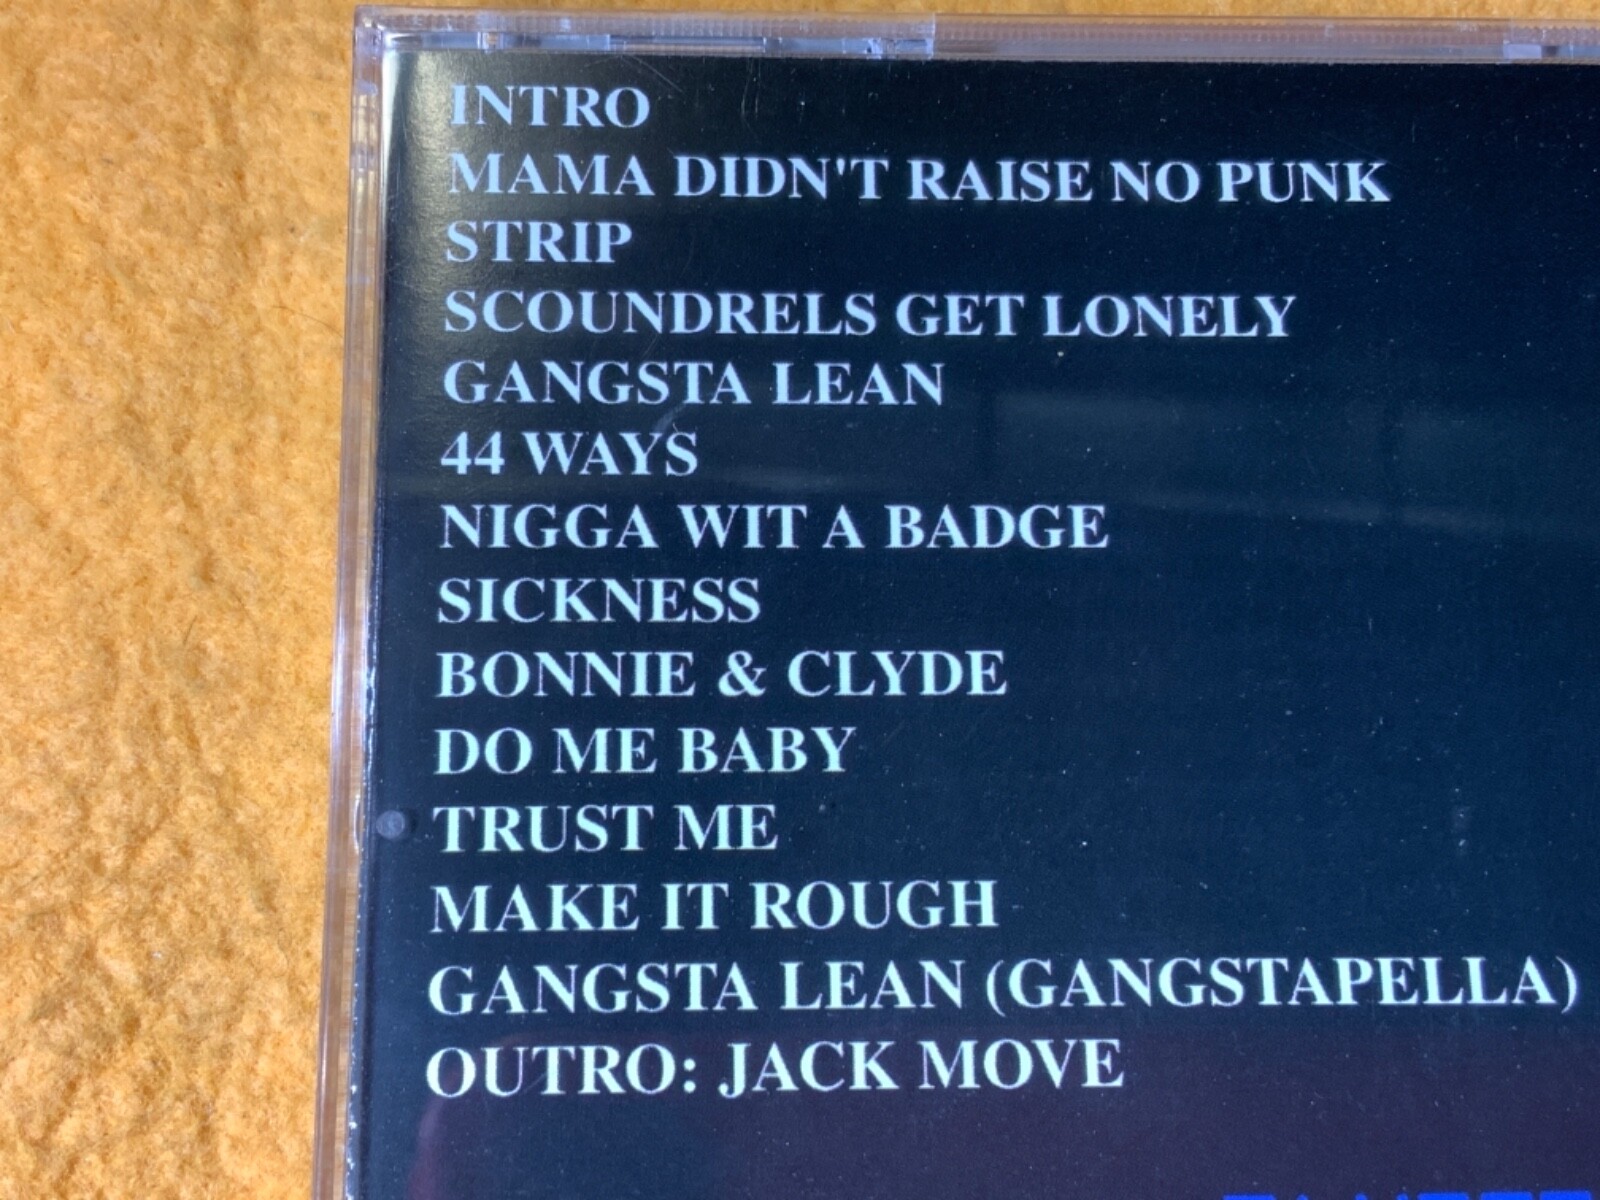 INTRO
MAMA DIDN'T RAISE NO PUNK
STRIP
SCOUNDRELS GET LONELY
GANGSTA LEAN
44 WAYS
NIGGA WIT A BADGE
SICKNESS
BONNIE & CLYDE
DO ME BABY
TRUST ME
MAKE IT ROUGH
GANGSTA LEAN (GANGSTAPELLA)
OUTRO: JACK MOVE